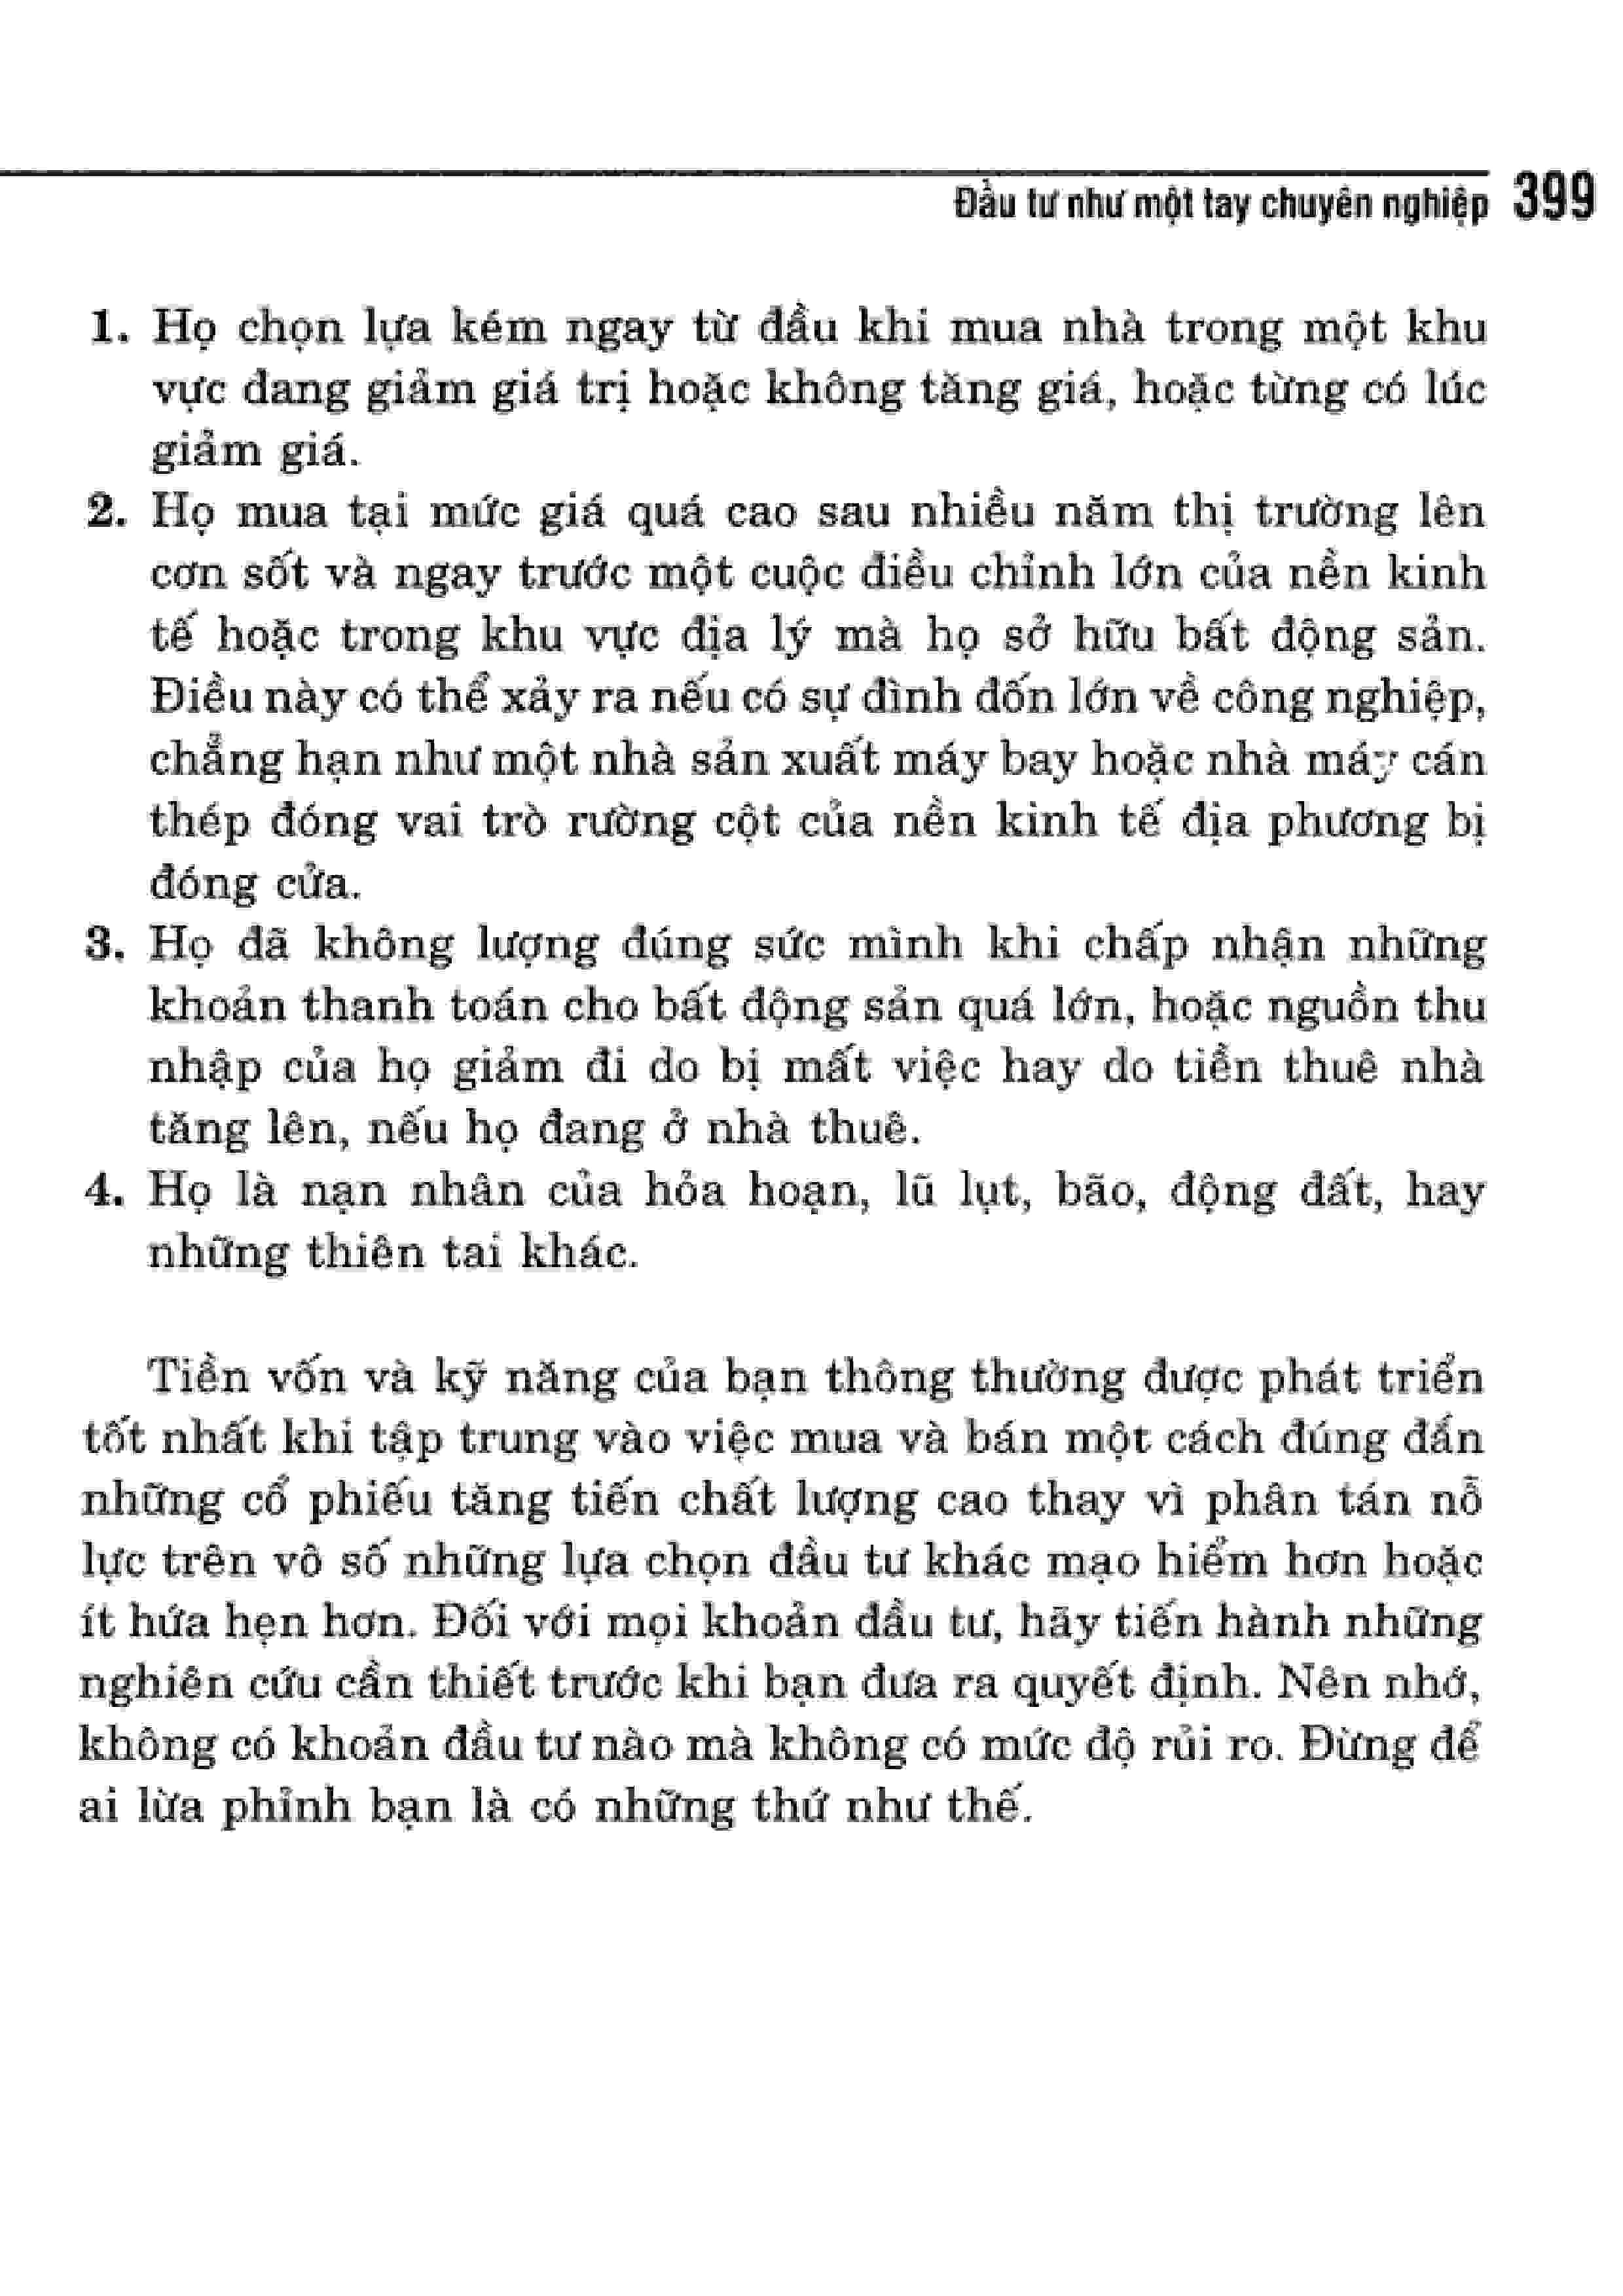 Đầu tư như một tay chuyên nghiệp 399
1. Họ chọn lựa kém ngay từ đầu khi mua nhà trong một khu
vực đang giảm giá trị hoặc không tăng giá, hoặc từng có lúc
giảm giá.
2. Họ mua tại mức giá quá cao sau nhiều năm thị trường lên
cơn sốt và ngay trước một cuộc điều chỉnh lớn của nền kinh
tế hoặc trong khu vực địa lý mà họ sở hữu bất động sản.
Điều này có thể xảy ra nếu có sự đình đốn lớn về công nghiệp,
chẳng hạn như một nhà sản xuất máy bay hoặc nhà máy cán
thép đóng vai trò rường cột của nền kinh tế địa phương bị
đóng cửa.
3. Họ đã không lượng đúng sức mình khi chấp nhận những
khoản thanh toán cho bất động sản quá lớn, hoặc nguồn thu
nhập của họ giảm đi do bị mất việc hay do tiền thuê nhà
tăng lên, nếu họ đang ở nhà thuê.
4. Họ là nạn nhân của hỏa hoạn, lũ lụt, bão, động đất, hay
những thiên tai khác.
Tiền vốn và kỹ năng của bạn thông thường được phát triển
tốt nhất khi tập trung vào việc mua và bán một cách đúng đắn
những cổ phiếu tăng tiến chất lượng cao thay vì phân tán nỗ
lực trên vô số những lựa chọn đầu tư khác mạo hiểm hơn hoặc
ít hứa hẹn hơn. Đối với mọi khoản đầu tư, hãy tiến hành những
nghiên cứu cần thiết trước khi bạn đưa ra quyết định. Nên nhớ,
không có khoản đầu tư nào mà không có mức độ rủi ro. Đừng để
ai lừa phỉnh bạn là có những thứ như thế.